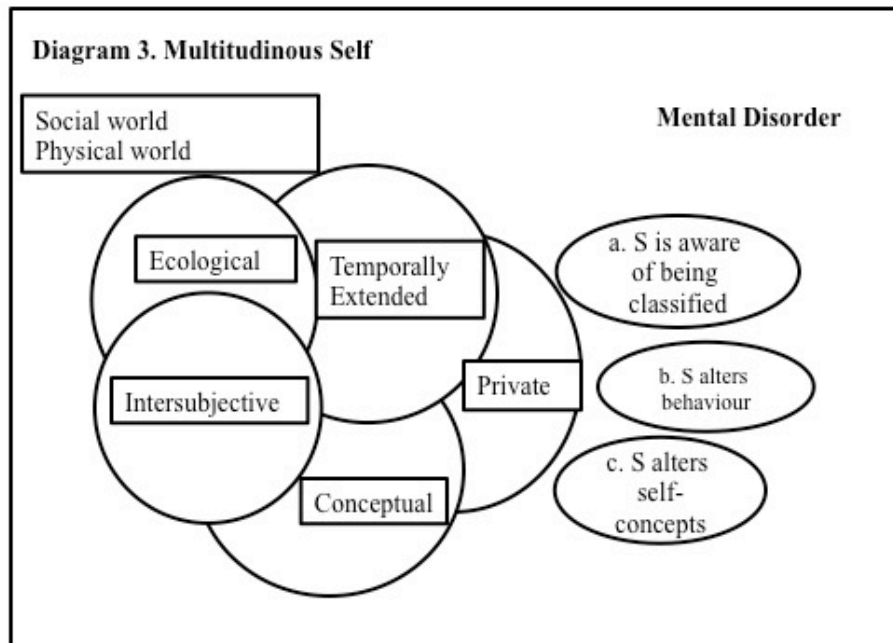 Diagram 3. Multitudinous Self
Social world
Physical world
Mental Disorder
Ecological
Temporally
Extended
Intersubjective
Private
Conceptual
a. S is aware
of being
classified
b. S alters
behaviour
c. S alters
self-
concepts